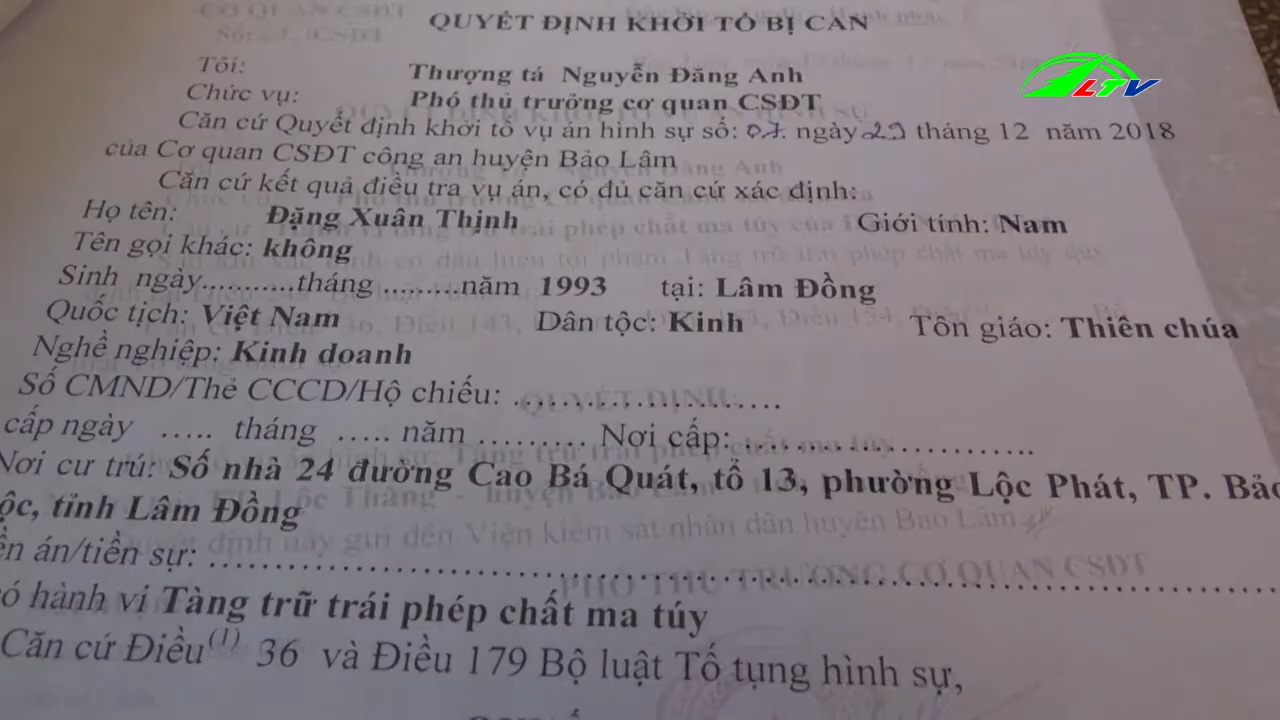 CƠ QUAN CSĐT
QUYẾT ĐỊNH KHỞI TỐ BỊ CAN
Tôi: Thượng tá Nguyễn Đăng Anh
Chức vụ: Phó thủ trưởng cơ quan CSĐT
LTV
Căn cứ Quyết định khởi tố vụ án hình sự số: 07 ngày 29 tháng 12 năm 2018
của Cơ quan CSĐT công an huyện Bảo Lâm
Căn cứ kết quả điều tra vụ án, có đủ căn cứ xác định:
Họ tên: Đặng Xuân Thịnh Giới tính: Nam
Tên gọi khác: không
Sinh ngày...........tháng .........năm 1993 tại: Lâm Đồng
Quốc tịch: Việt Nam Dân tộc: Kinh Tôn giáo: Thiên chúa
Nghề nghiệp: Kinh doanh
Số CMND/Thẻ CCCD/Hộ chiếu: ........................
cấp ngày ..... tháng ..... năm ......... Nơi cấp: .........................
Nơi cư trú: Số nhà 24 đường Cao Bá Quát, tổ 13, phường Lộc Phát, TP. Bảo
ộc, tỉnh Lâm Đồng
ền án/tiền sự: ................................................................
ó hành vi Tàng trữ trái phép chất ma túy
Căn cứ Điều(1) 36 và Điều 179 Bộ luật Tố tụng hình sự,